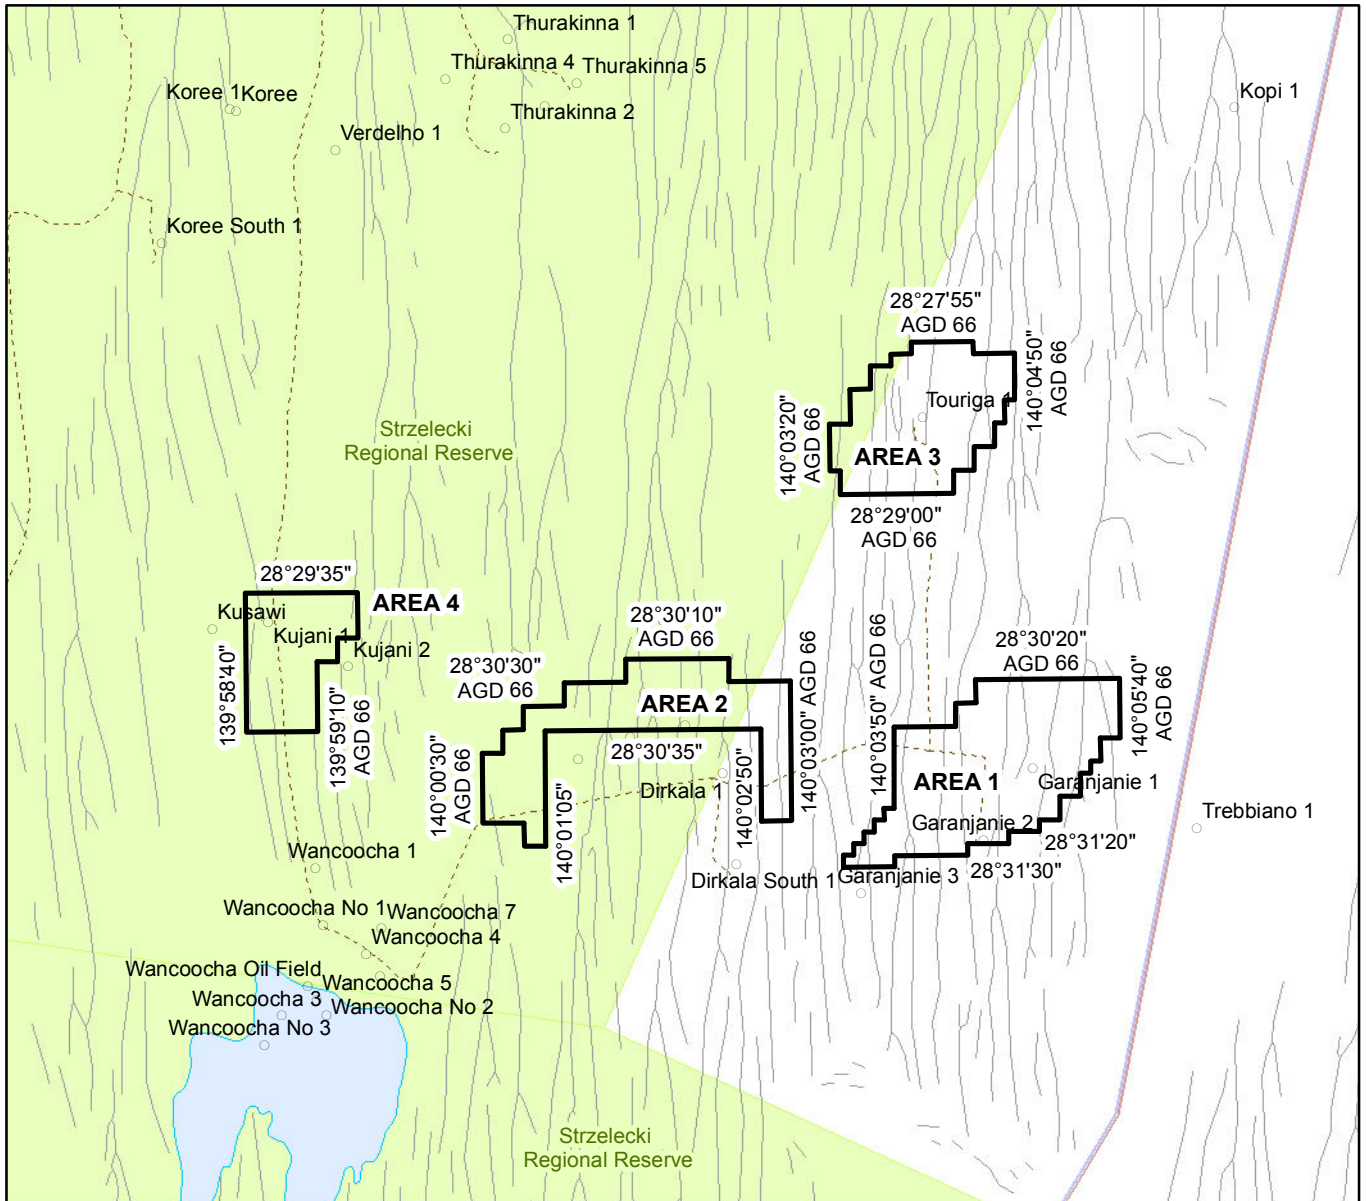 Thurakinna 1
Thurakinna 4
Thurakinna 5
Koree 1
Koree
Thurakinna 2
Kopi 1
Verdelho 1
Koree South 1
28°27'55"
AGD 66
140°04'50"
AGD 66
Touriga 1
140°03'20"
AGD 66
AREA 3
Strzelecki
Regional Reserve
28°29'00"
AGD 66
28°29'35"
AREA 4
Kusawi
Kujani 1
Kujani 2
139°58'40"
139°59'10"
AGD 66
28°30'10"
AGD 66
28°30'30"
AGD 66
AREA 2
140°03'00" AGD 66
140°03'50" AGD 66
28°30'20"
AGD 66
140°05'40"
AGD 66
28°30'35"
140°00'30"
AGD 66
140°01'05"
Dirkala 1
140°02'50"
AREA 1
Garanjanie 1
Garanjanie 2
Trebbiano 1
28°31'20"
Wancoocha 1
Dirkala South 1
Garanjanie 3
28°31'30"
Wancoocha No 1
Wancoocha 7
Wancoocha 4
Wancoocha Oil Field
Wancoocha 5
Wancoocha 3
Wancoocha No 2
Wancoocha No 3
Strzelecki
Regional Reserve